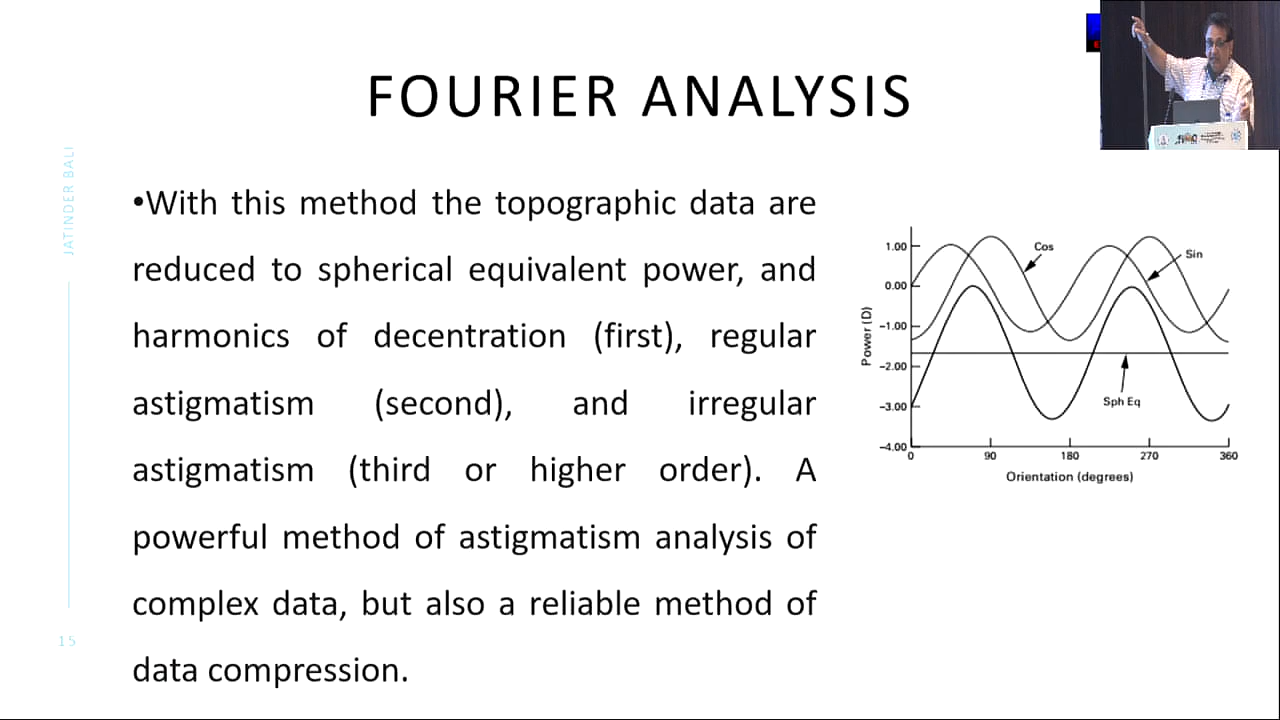 FOURIER ANALYSIS
JATINDER BALI
•With this method the topographic data are
reduced to spherical equivalent power, and
harmonics of decentration (first), regular
astigmatism (second), and irregular
astigmatism (third or higher order). A
powerful method of astigmatism analysis of
complex data, but also a reliable method of
data compression.
15
1.00
0.00
-1.00
-2.00
-3.00
-4.00
Power (D)
Cos
Sin
Sph Eq
0 90 180 270 360
Orientation (degrees)